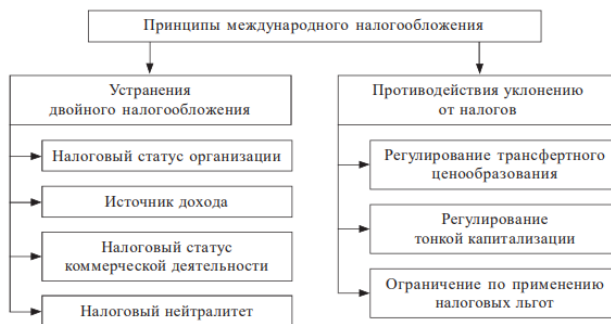 Принципы международного налогообложения
Устранения
двойного налогообложения
Налоговый статус организации
Источник дохода
Налоговый статус
коммерческой деятельности
Налоговый нейтралитет
Противодействия уклонению
от налогов
Регулирование трансфертного
ценообразования
Регулирование
тонкой капитализации
Ограничение по применению
налоговых льгот